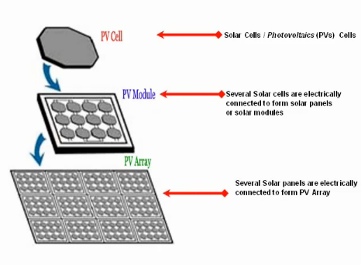 PV Cell
Solar Cells / Photovoltaics (PVs) Cells
PV Module
Several Solar cells are electrically
connected to form solar panels
or solar modules
PV Array
Several Solar panels are electrically
connected to form PV Array